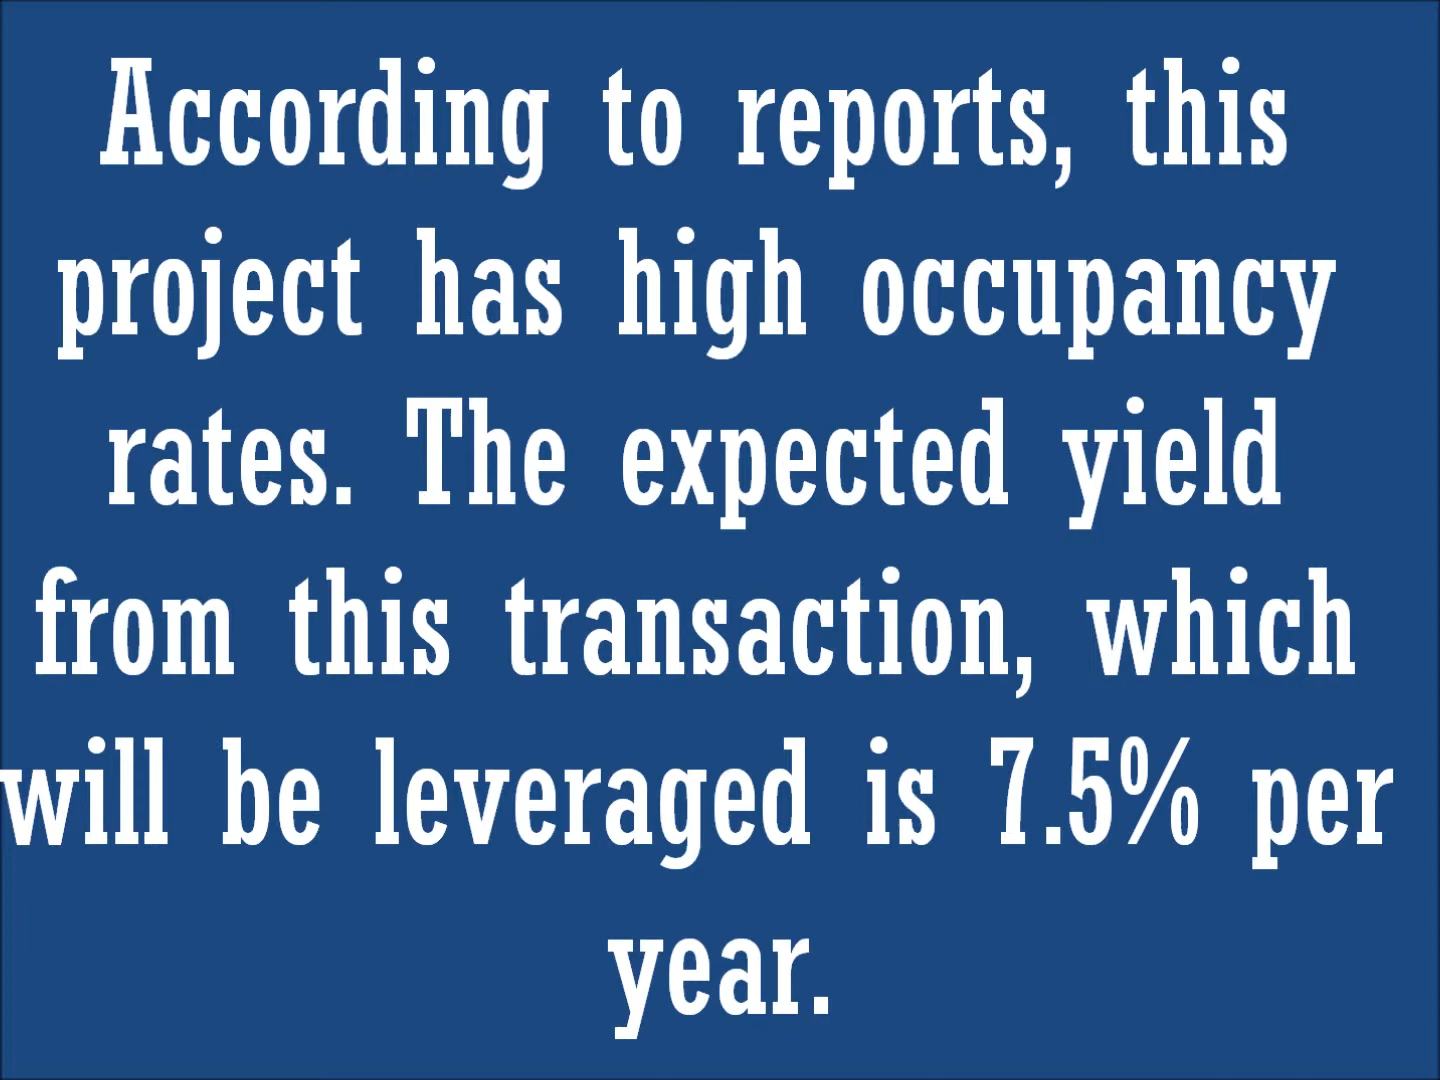 According to reports, this
project has high occupancy
rates. The expected yield
from this transaction, which
will be leveraged is 7.5% per
year.